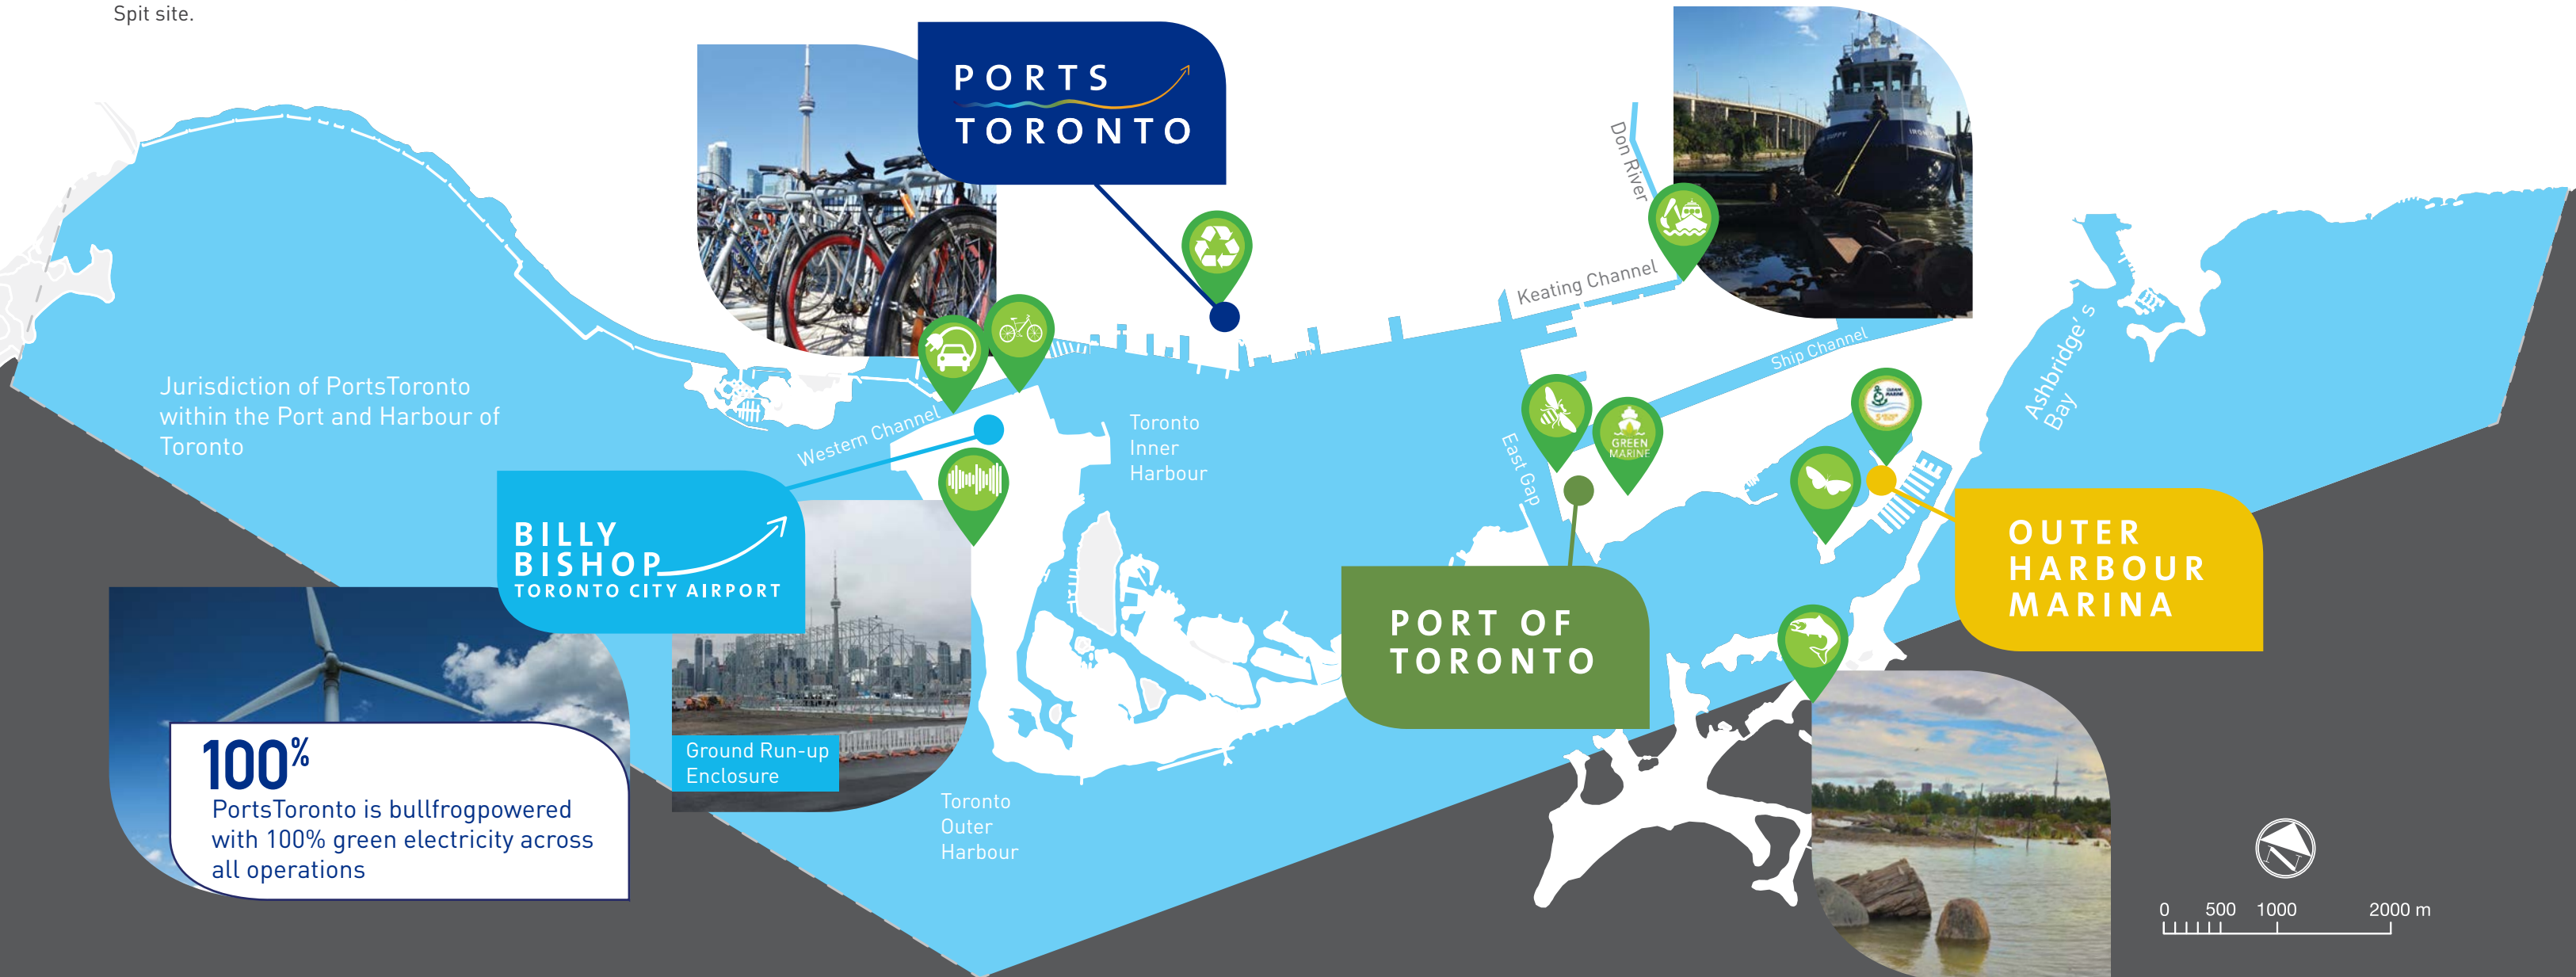 Spit site.
PORTS
TORONTO
Don River
Keating Channel
Ship Channel
Ashbridge's
Bay
Jurisdiction of PortsToronto
within the Port and Harbour of
Toronto
Western Channel
Toronto
Inner
Harbour
East Gap
GREEN
MARINE
CLEAN
MARINE
BILLY
BISHOP
TORONTO CITY AIRPORT
OUTER
HARBOUR
MARINA
PORT OF
TORONTO
Ground Run-up
Enclosure
100%
PortsToronto is bullfrogpowered
with 100% green electricity across
all operations
Toronto
Outer
Harbour
0 500 1000 2000 m